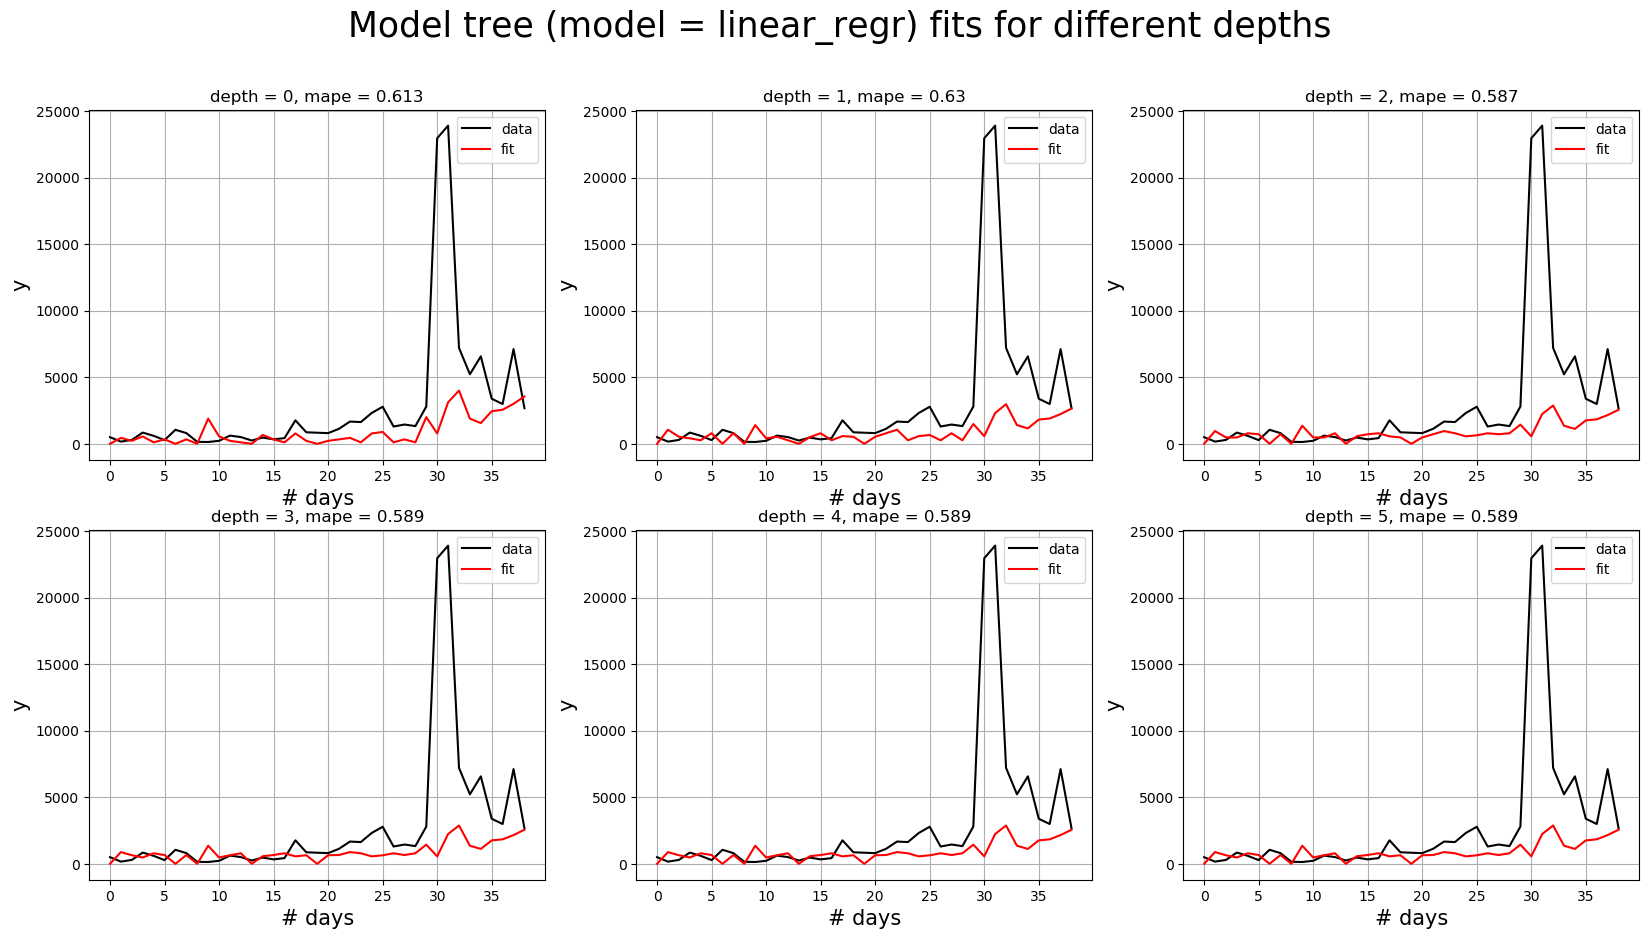 Model tree (model = linear_regr) fits for different depths
depth = 0, mape = 0.613
25000
20000
15000
10000
5000
0
y
data
fit
0 5 10 15 20 25 30 35
# days
depth = 1, mape = 0.63
25000
20000
15000
10000
5000
0
y
data
fit
0 5 10 15 20 25 30 35
# days
depth = 2, mape = 0.587
25000
20000
15000
10000
5000
0
y
data
fit
0 5 10 15 20 25 30 35
# days
depth = 3, mape = 0.589
25000
20000
15000
10000
5000
0
y
data
fit
0 5 10 15 20 25 30 35
# days
depth = 4, mape = 0.589
25000
20000
15000
10000
5000
0
y
data
fit
0 5 10 15 20 25 30 35
# days
depth = 5, mape = 0.589
25000
20000
15000
10000
5000
0
y
data
fit
0 5 10 15 20 25 30 35
# days